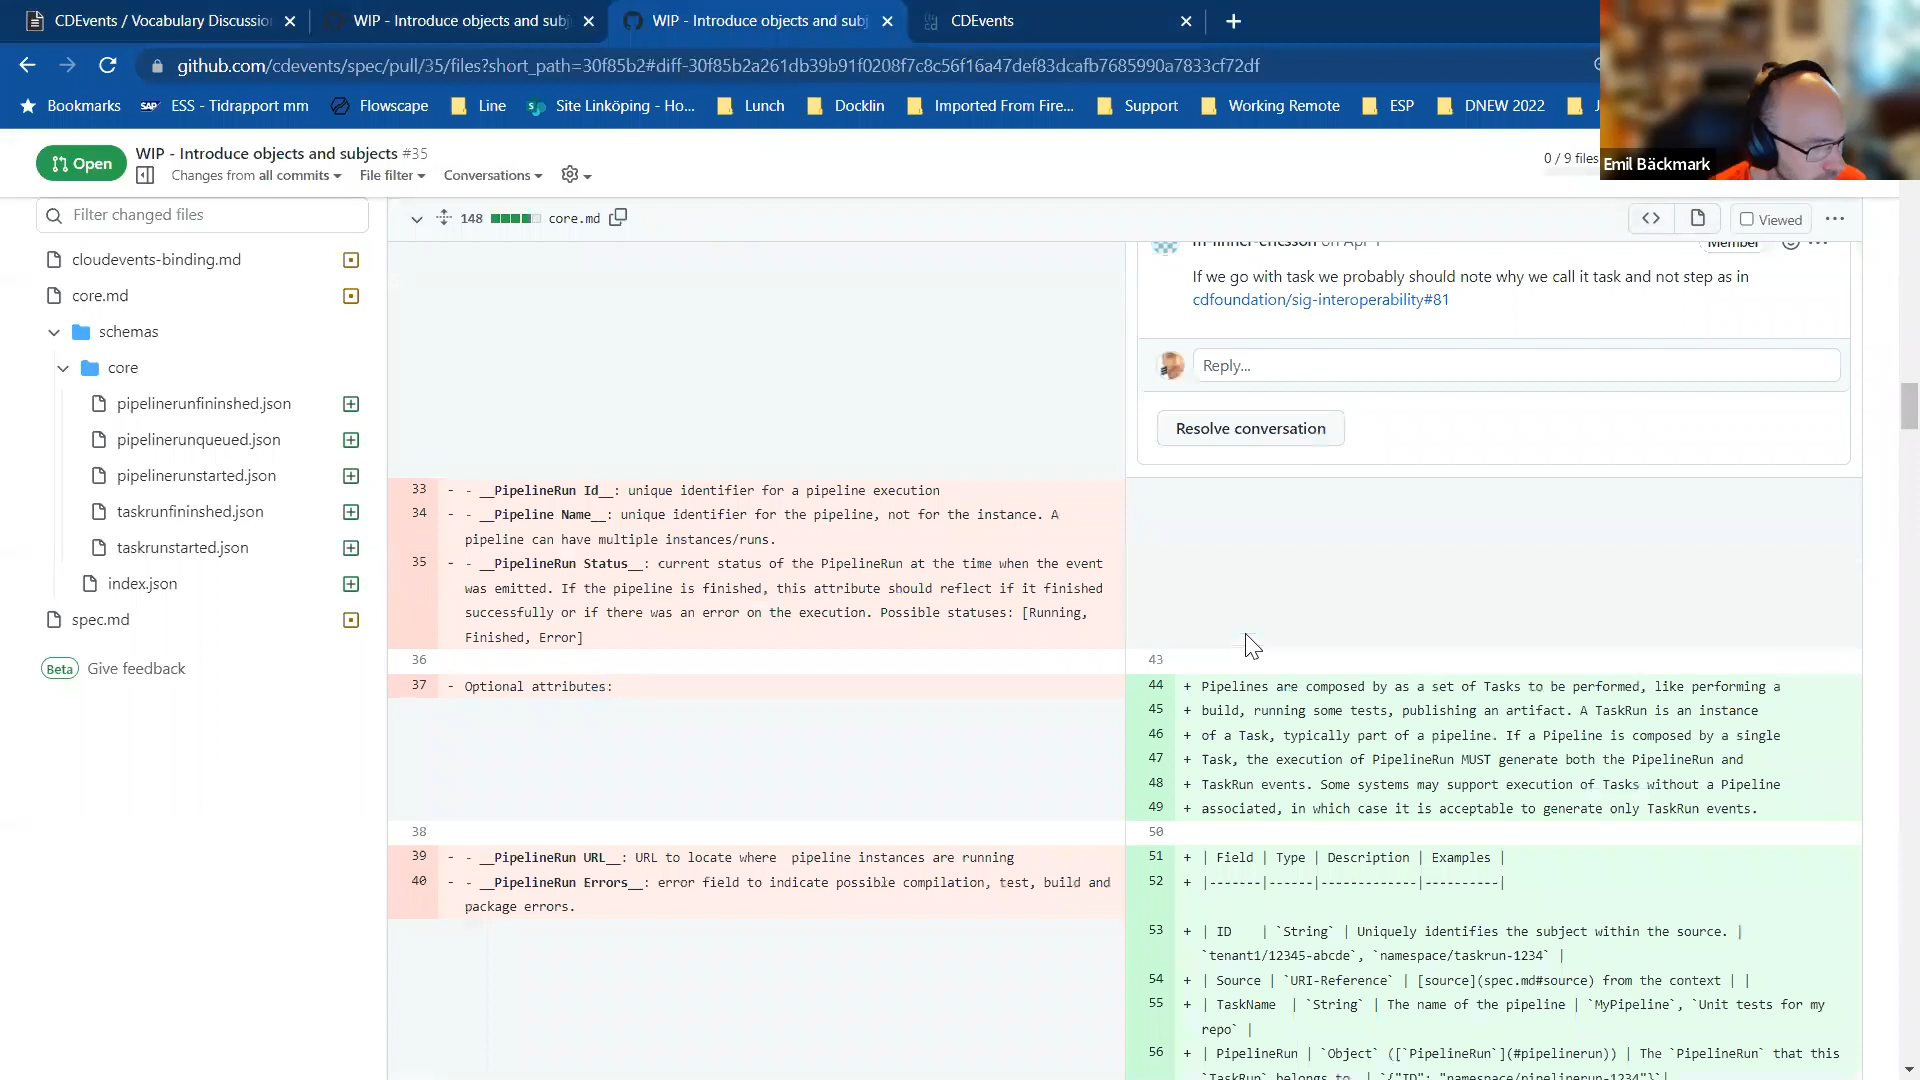 CDEvents / Vocabulary Discussio
WIP - Introduce objects and subj
WIP - Introduce objects and subj
CDEvents
github.com/cdevents/spec/pull/35/files?short_path=30f85b2#diff-30f85b2a261db39b91f0208f7c8c56f16a47def83dcafb7685990a7833cf72df
Bookmarks
ESS - Tidrapport mm
Flowscape
Line
Site Linköping - Ho...
Lunch
Docklin
Imported From Fire...
Support
Working Remote
ESP
DNEW 2022
Emil Bäckmark
Open
WIP - Introduce objects and subjects #35
Changes from all commits
File filter
Conversations
0 / 9 files
Filter changed files
148
core.md
Viewed
cloudevents-binding.md
core.md
schemas
core
pipelinerunfininshed.json
pipelinerunqueued.json
pipelinerunstarted.json
taskrunfininshed.json
taskrunstarted.json
index.json
spec.md
Beta
Give feedback
Member
If we go with task we probably should note why we call it task and not step as in
cdfoundation/sig-interoperability#81
Reply...
Resolve conversation
33 - - __PipelineRun Id__: unique identifier for a pipeline execution
34 - - __Pipeline Name__: unique identifier for the pipeline, not for the instance. A
pipeline can have multiple instances/runs.
35 - - __PipelineRun Status__: current status of the PipelineRun at the time when the event
was emitted. If the pipeline is finished, this attribute should reflect if it finished
successfully or if there was an error on the execution. Possible statuses: [Running,
Finished, Error]
36
37 - Optional attributes:
38
39 - - __PipelineRun URL__: URL to locate where  pipeline instances are running
40 - - __PipelineRun Errors__: error field to indicate possible compilation, test, build and
package errors.
43
44 + Pipelines are composed by as a set of Tasks to be performed, like performing a
45 + build, running some tests, publishing an artifact. A TaskRun is an instance
46 + of a Task, typically part of a pipeline. If a Pipeline is composed by a single
47 + Task, the execution of PipelineRun MUST generate both the PipelineRun and
48 + TaskRun events. Some systems may support execution of Tasks without a Pipeline
49 + associated, in which case it is acceptable to generate only TaskRun events.
50
51 + | Field | Type | Description | Examples |
52 + |-------|------|-------------|----------|
53 + | ID    | `String` | Uniquely identifies the subject within the source. |
`tenant1/12345-abcde`, `namespace/taskrun-1234` |
54 + | Source | `URI-Reference` | [source](spec.md#source) from the context | |
55 + | TaskName  | `String` | The name of the pipeline | `MyPipeline`, `Unit tests for my
repo` |
56 + | PipelineRun | `Object` ([`PipelineRun`](#pipelinerun)) | The `PipelineRun` that this
`TaskRun` belongs to. | `{"ID": "namespace/pipelinerun-1234"}`|